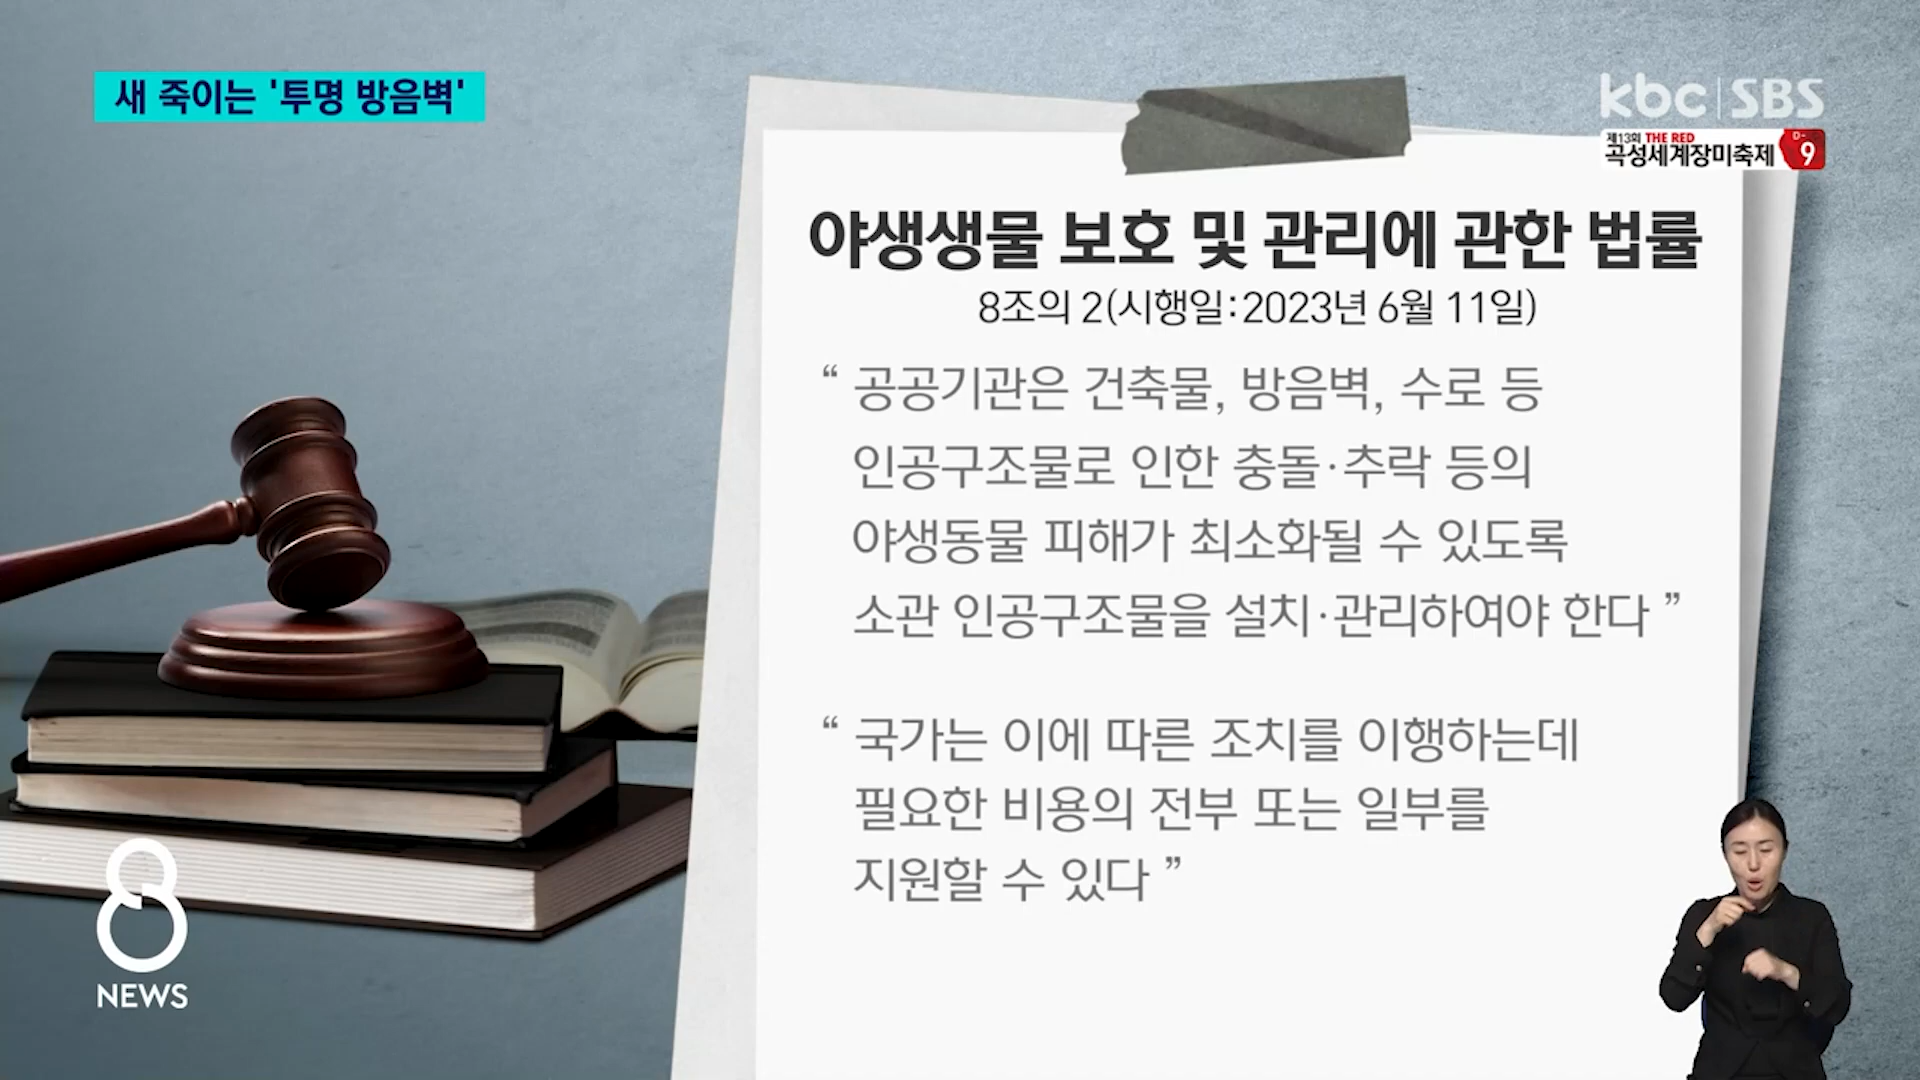 새 죽이는 '투명 방음벽'
kbc SBS
제13회 THE RED
곡성세계장미축제
D-
9
야생생물 보호 및 관리에 관한 법률
8조의 2(시행일:2023년 6월 11일)
“ 공공기관은 건축물, 방음벽, 수로 등
인공구조물로 인한 충돌·추락 등의
야생동물 피해가 최소화될 수 있도록
소관 인공구조물을 설치·관리하여야 한다 ”
“ 국가는 이에 따른 조치를 이행하는데
필요한 비용의 전부 또는 일부를
지원할 수 있다 ”
8
NEWS